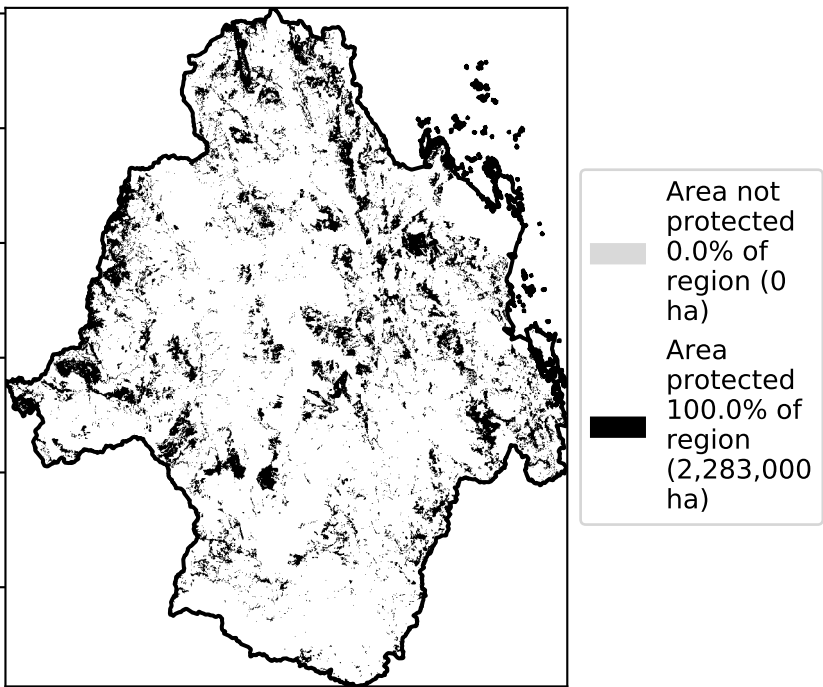 Area not
protected
0.0% of
region (0
ha)
Area
protected
100.0% of
region
(2,283,000
ha)